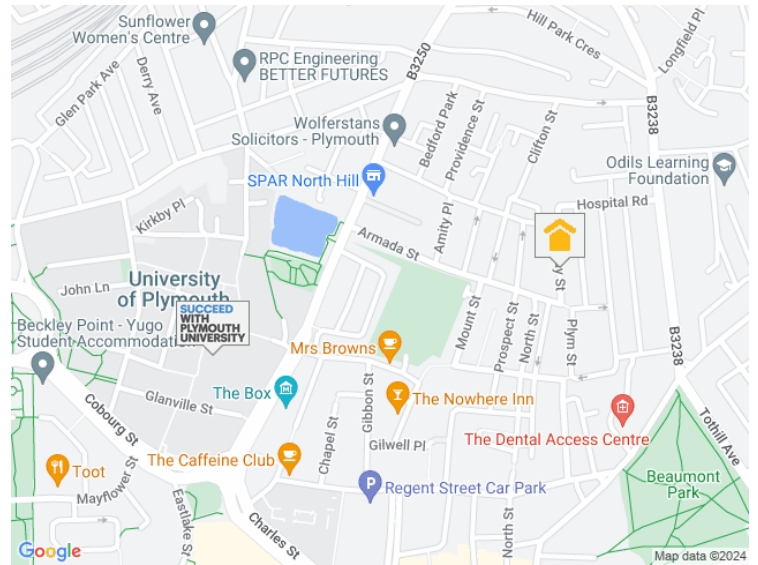 Sunflower
Women's Centre
Hill Park Cres
Longfield Pl
RPC Engineering
BETTER FUTURES
B3250
Glen Park Ave
Derry Ave
B3238
Wolferstans
Solicitors - Plymouth
Bedford Park
Providence St
Clifton St
Odils Learning
Foundation
SPAR North Hill
Kirkby Pl
Hospital Rd
Amity Pl
Armada St
University
of Plymouth
John Ln
SUCCEED
WITH
PLYMOUTH
UNIVERSITY
Beckley Point - Yugo
Student Accommodation
Mount St
Prospect St
North St
Plym St
B3238
Mrs Browns
The Box
Glanville St
Gibbon St
The Nowhere Inn
Cobourg St
Chapel St
Gilwell Pl
The Dental Access Centre
Tothill Ave
The Caffeine Club
Toot
Mayflower St
Eastlake St
Regent Street Car Park
Beaumont
Park
Charles St
North St
Google
Map data ©2024